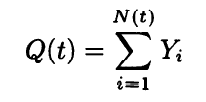 Q(t) = \sum_{i=1}^{N(t)} Y_i